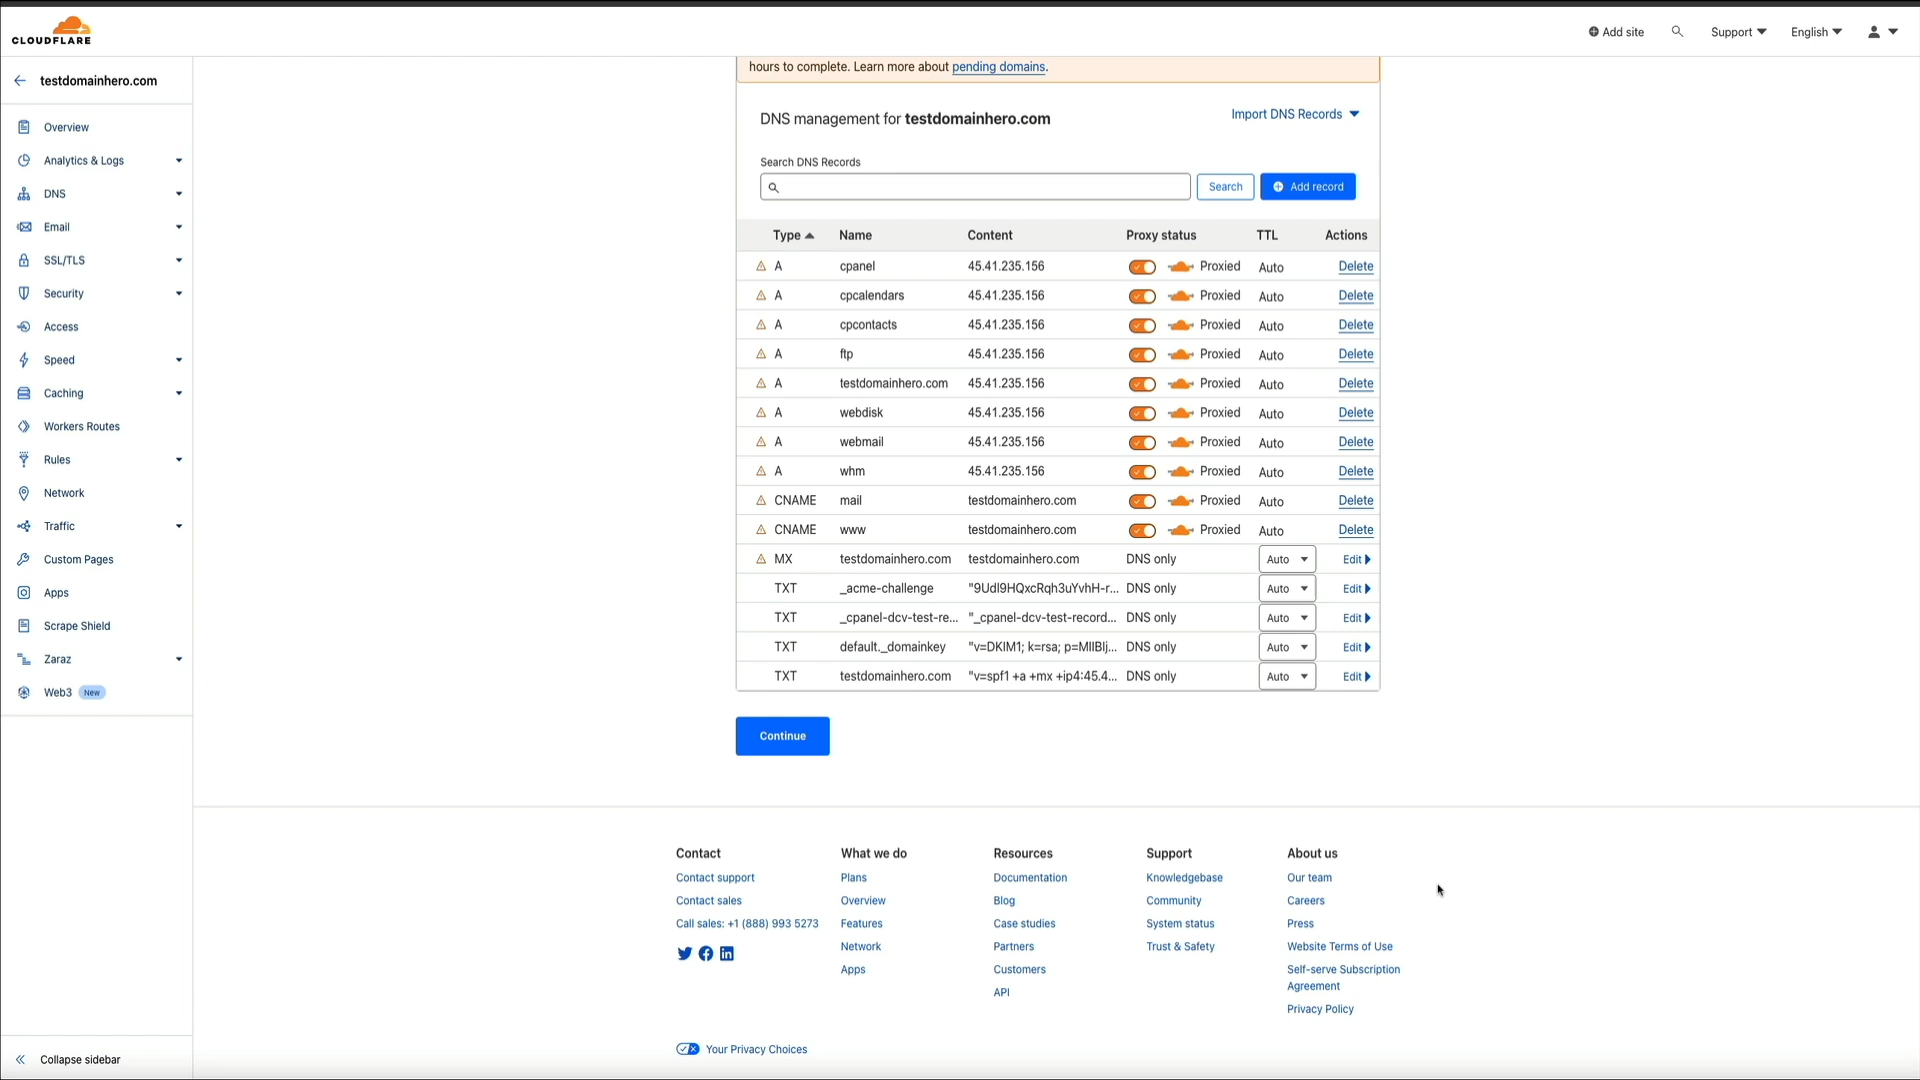 CLOUDFLARE
Add site
Support
English
testdomainhero.com
Overview
Analytics & Logs
DNS
Email
SSL/TLS
Security
Access
Speed
Caching
Workers Routes
Rules
Network
Traffic
Custom Pages
Apps
Scrape Shield
Zaraz
Web3 New
Collapse sidebar
hours to complete. Learn more about pending domains.
DNS management for testdomainhero.com
Import DNS Records
Search DNS Records
Search
Add record
Type Name Content Proxy status TTL Actions
A cpanel 45.41.235.156 Proxied Auto Delete
A cpcalendars 45.41.235.156 Proxied Auto Delete
A cpcontacts 45.41.235.156 Proxied Auto Delete
A ftp 45.41.235.156 Proxied Auto Delete
A testdomainhero.com 45.41.235.156 Proxied Auto Delete
A webdisk 45.41.235.156 Proxied Auto Delete
A webmail 45.41.235.156 Proxied Auto Delete
A whm 45.41.235.156 Proxied Auto Delete
CNAME mail testdomainhero.com Proxied Auto Delete
CNAME www testdomainhero.com Proxied Auto Delete
MX testdomainhero.com testdomainhero.com DNS only Auto Edit
TXT _acme-challenge "9Udl9HQxcRqh3uYvhH-r... DNS only Auto Edit
TXT _cpanel-dcv-test-re... "_cpanel-dcv-test-record... DNS only Auto Edit
TXT default._domainkey "v=DKIM1; k=rsa; p=MIIBIj... DNS only Auto Edit
TXT testdomainhero.com "v=spf1 +a +mx +ip4:45.4... DNS only Auto Edit
Continue
Contact
Contact support
Contact sales
Call sales: +1 (888) 993 5273
What we do
Plans
Overview
Features
Network
Apps
Resources
Documentation
Blog
Case studies
Partners
Customers
API
Support
Knowledgebase
Community
System status
Trust & Safety
About us
Our team
Careers
Press
Website Terms of Use
Self-serve Subscription
Agreement
Privacy Policy
Your Privacy Choices